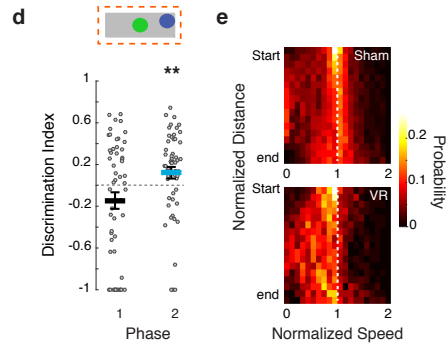 d
**
Discrimination Index
1
0.6
0.2
-0.2
-0.6
-1
1
2
Phase
e
Normalized Distance
Start
Sham
end
0
1
2
Start
VR
end
0
1
2
Normalized Speed
0.2
0
Probability